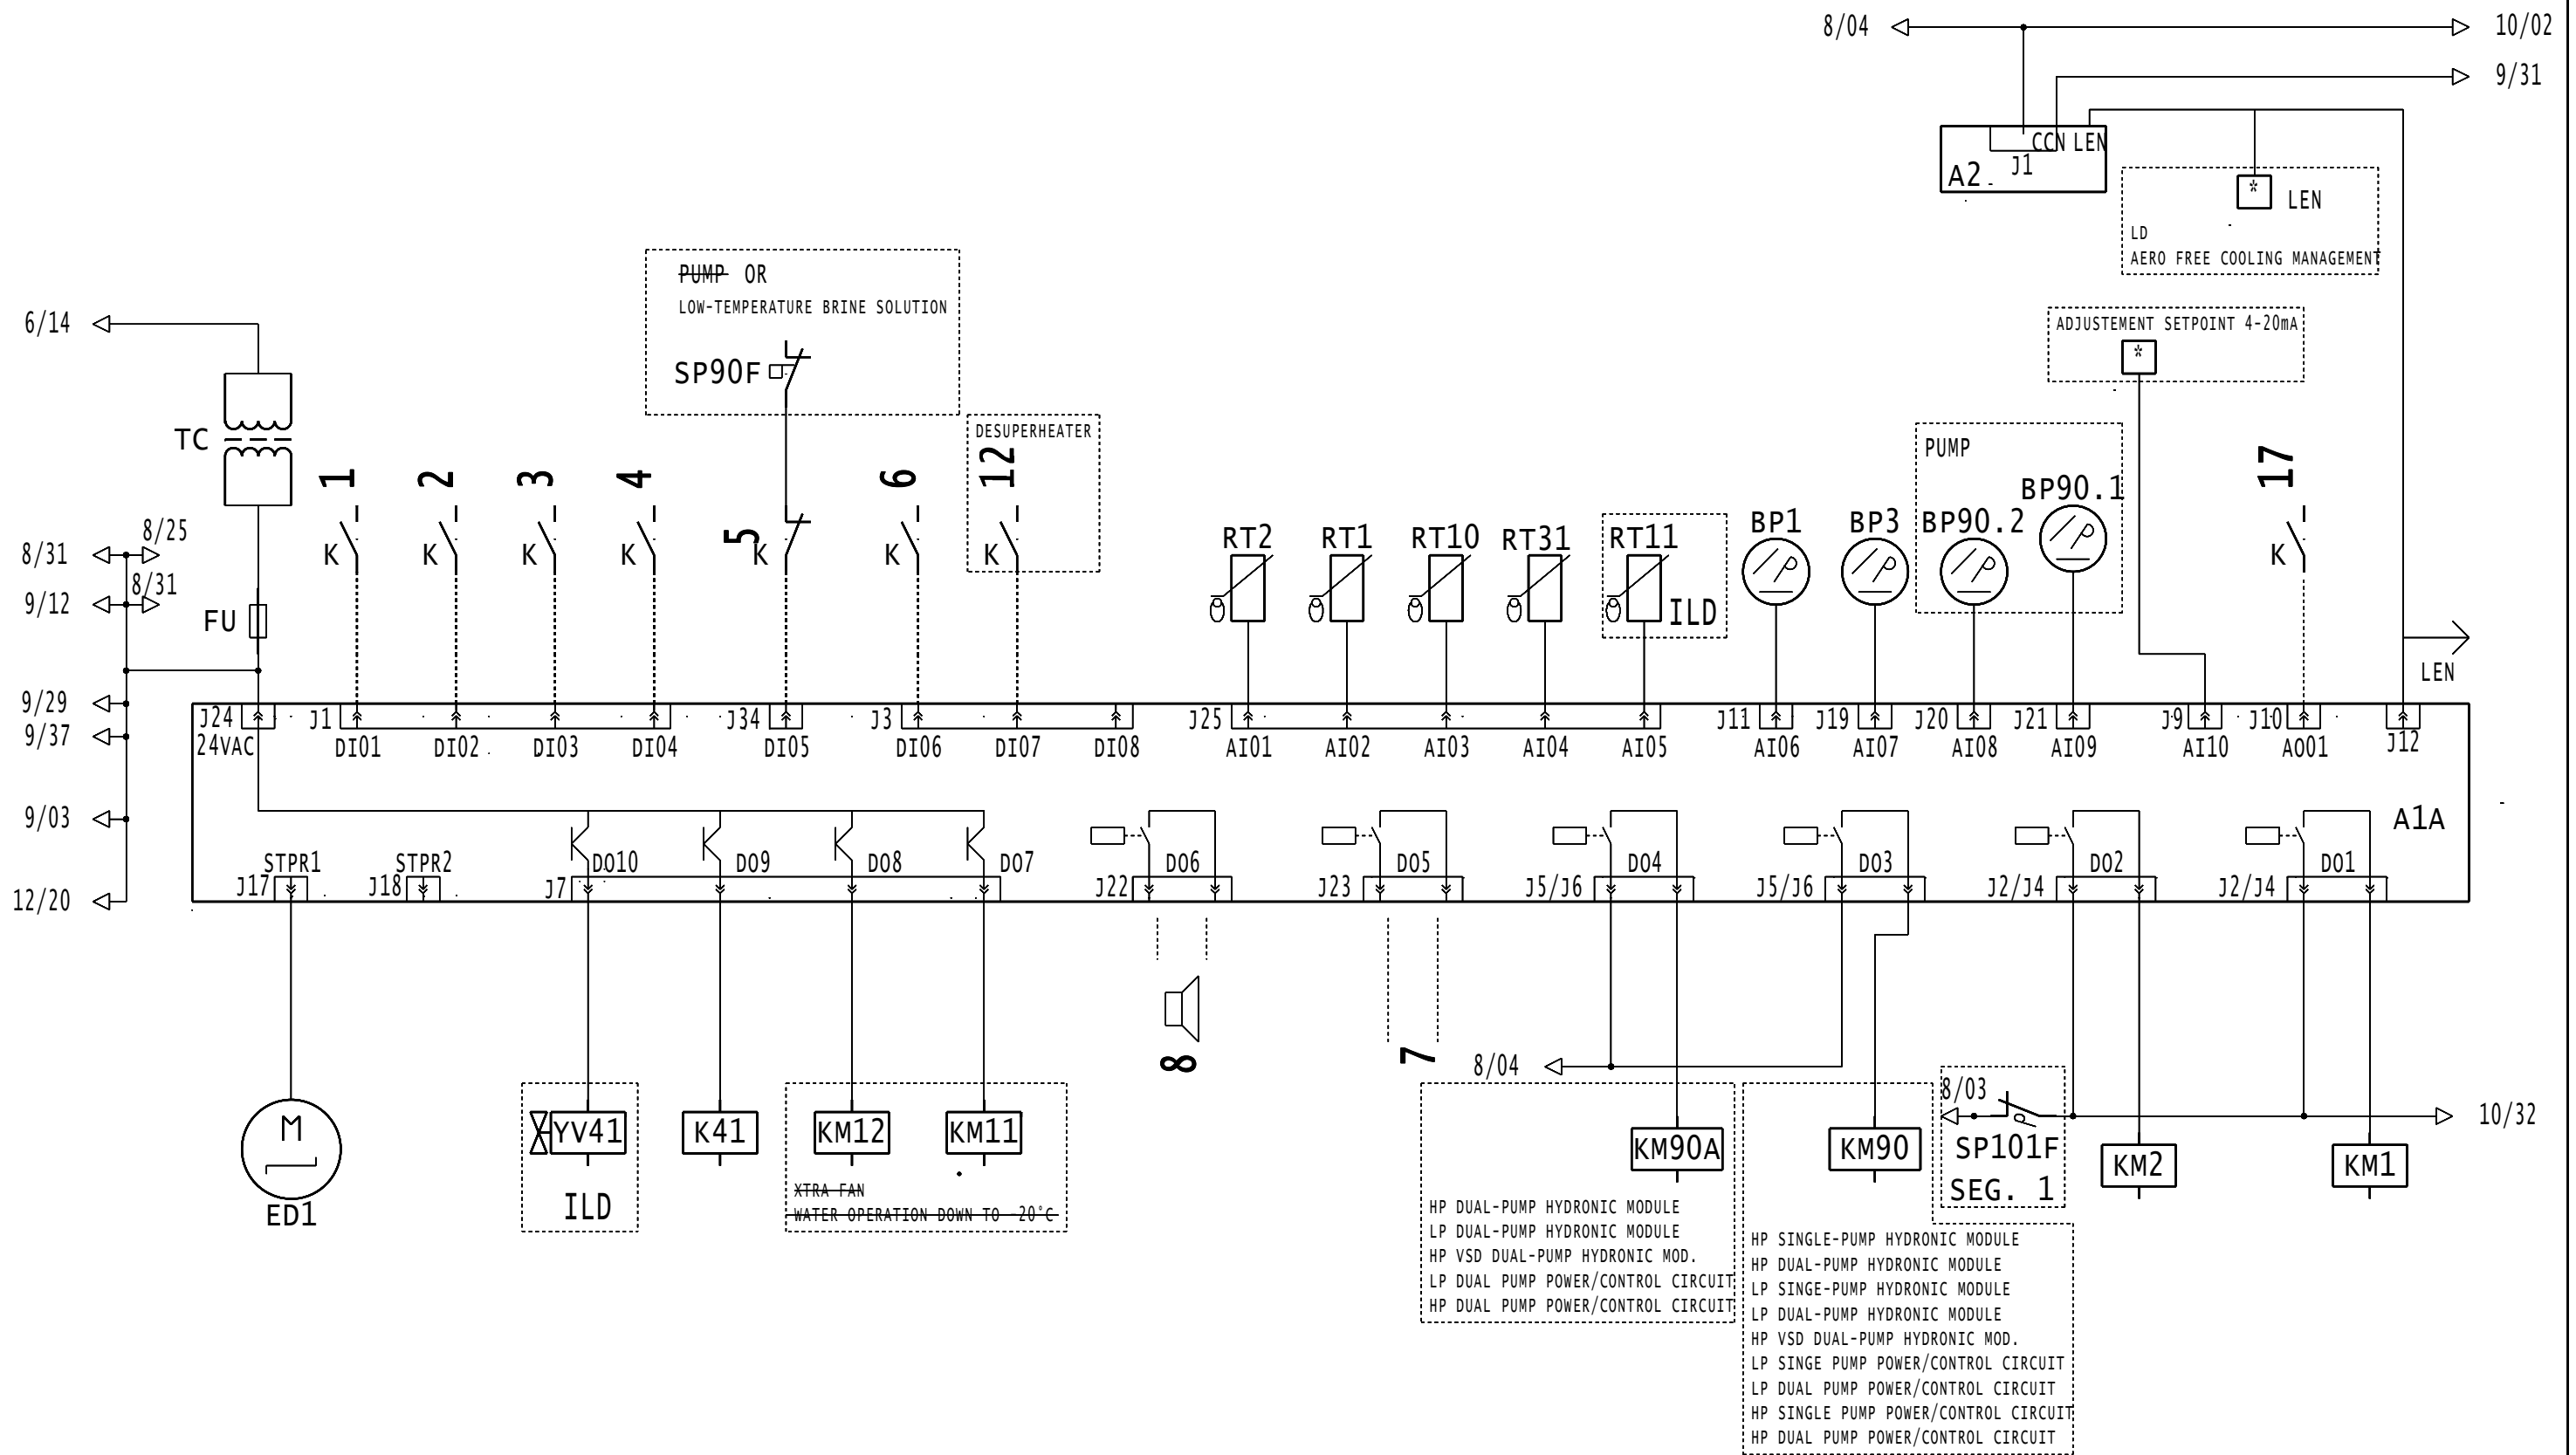 8/04
10/02
9/31
CCN LEN
J1
A2
*
LEN
LD
AERO FREE COOLING MANAGEMENT
PUMP OR
LOW-TEMPERATURE BRINE SOLUTION
SP90F
6/14
ADJUSTEMENT SETPOINT 4-20mA
*
TC
DESUPERHEATER
PUMP
1
2
3
4
5
6
12
17
BP90.1
8/25
8/31
8/31
9/12
FU
K
K
K
K
K
K
K
RT2
RT1
RT10
RT31
RT11
ILD
BP1
BP3
BP90.2
P
P
P
P
K
LEN
9/29
9/37
J24
J1
J34
J3
J25
J11
J19
J20
J21
J9
J10
J12
24VAC
DI01
DI02
DI03
DI04
DI05
DI06
DI07
DI08
AI01
AI02
AI03
AI04
AI05
AI06
AI07
AI08
AI09
AI10
AO01
9/03
A1A
STPR1
STPR2
DO10
DO9
DO8
DO7
DO6
DO5
DO4
DO3
DO2
DO1
J17
J18
J7
J22
J23
J5/J6
J5/J6
J2/J4
J2/J4
12/20
8
7
8/04
8/03
P
10/32
M
ED1
YV41
ILD
K41
KM12
KM11
XTRA FAN
WATER OPERATION DOWN TO -20°C
KM90A
KM90
SP101F
SEG. 1
KM2
KM1
HP DUAL-PUMP HYDRONIC MODULE
LP DUAL-PUMP HYDRONIC MODULE
HP VSD DUAL-PUMP HYDRONIC MOD.
LP DUAL PUMP POWER/CONTROL CIRCUIT
HP DUAL PUMP POWER/CONTROL CIRCUIT
HP SINGLE-PUMP HYDRONIC MODULE
HP DUAL-PUMP HYDRONIC MODULE
LP SINGE-PUMP HYDRONIC MODULE
LP DUAL-PUMP HYDRONIC MODULE
HP VSD DUAL-PUMP HYDRONIC MOD.
LP SINGE PUMP POWER/CONTROL CIRCUIT
LP DUAL PUMP POWER/CONTROL CIRCUIT
HP SINGLE PUMP POWER/CONTROL CIRCUIT
HP DUAL PUMP POWER/CONTROL CIRCUIT